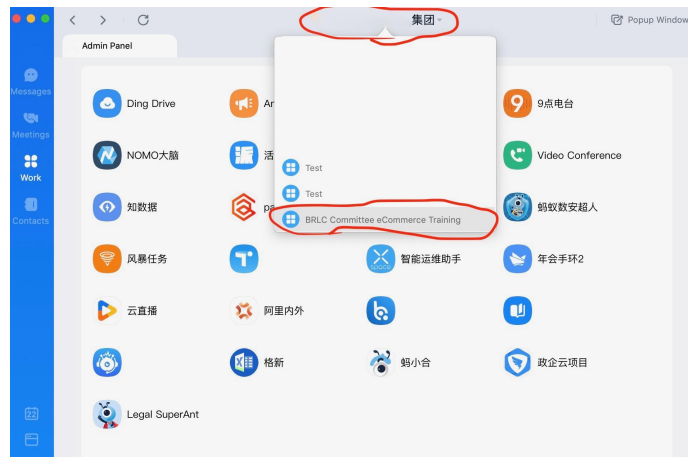 集团
Popup Window
Admin Panel
Messages
Meetings
Work
Contacts
22
Ding Drive
9点电台
NOMO大脑
活
Test
Video Conference
Test
知数据
BRLC Committee eCommerce Training
蚂蚁数安超人
风暴任务
space
智能运维助手
年会手环2
云直播
阿里内外
格新
蚂小合
政企云项目
Legal SuperAnt